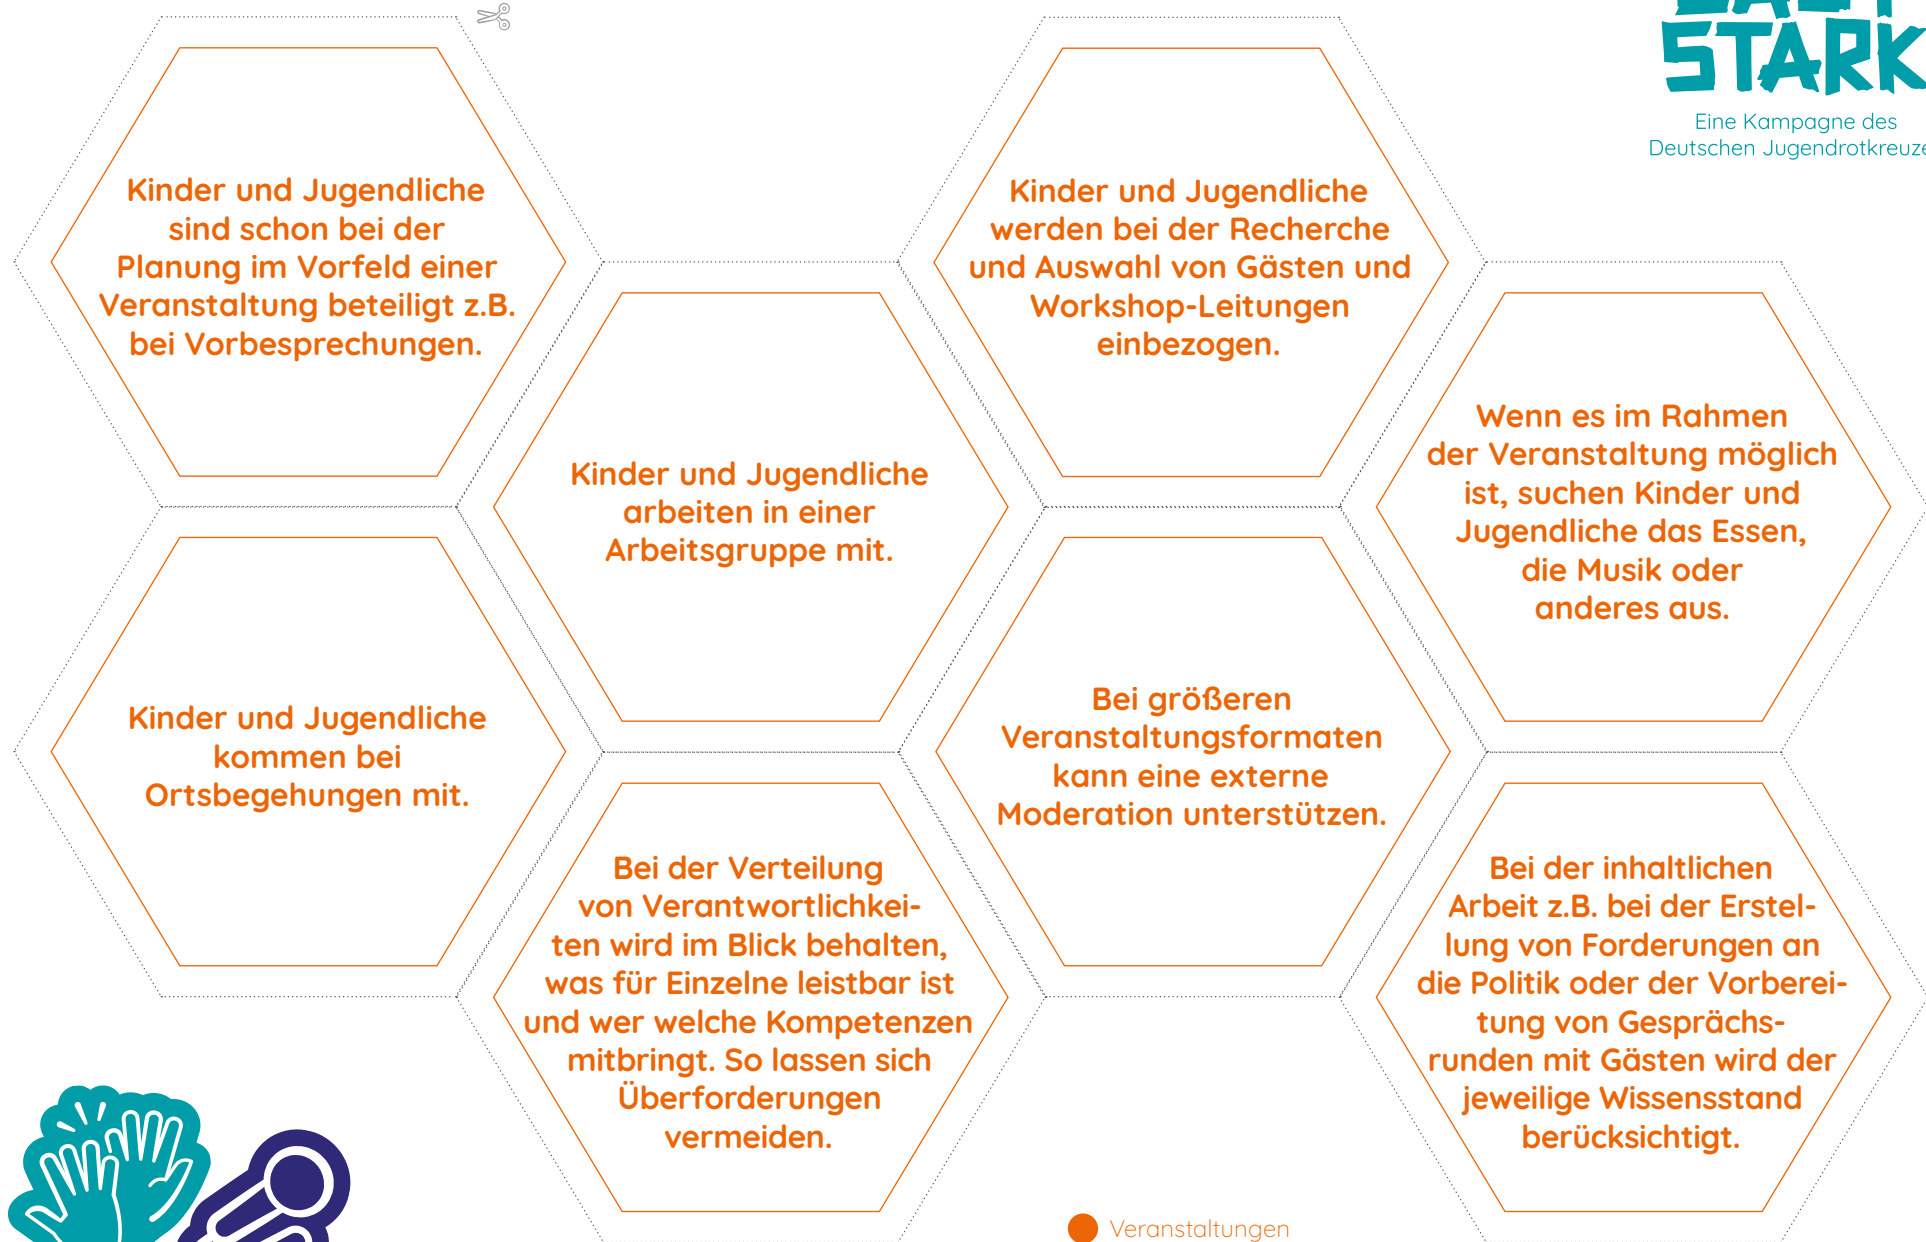 STARK
Eine Kampagne des
Deutschen Jugendrotkreuze
Kinder und Jugendliche
sind schon bei der
Planung im Vorfeld einer
Veranstaltung beteiligt z.B.
bei Vorbesprechungen.
Kinder und Jugendliche
werden bei der Recherche
und Auswahl von Gästen und
Workshop-Leitungen
einbezogen.
Kinder und Jugendliche
arbeiten in einer
Arbeitsgruppe mit.
Wenn es im Rahmen
der Veranstaltung möglich
ist, suchen Kinder und
Jugendliche das Essen,
die Musik oder
anderes aus.
Kinder und Jugendliche
kommen bei
Ortsbegehungen mit.
Bei größeren
Veranstaltungsformaten
kann eine externe
Moderation unterstützen.
Bei der Verteilung
von Verantwortlichkei-
ten wird im Blick behalten,
was für Einzelne leistbar ist
und wer welche Kompetenzen
mitbringt. So lassen sich
Überforderungen
vermeiden.
Bei der inhaltlichen
Arbeit z.B. bei der Erstel-
lung von Forderungen an
die Politik oder der Vorberei-
tung von Gesprächs-
runden mit Gästen wird der
jeweilige Wissensstand
berücksichtigt.
Veranstaltungen